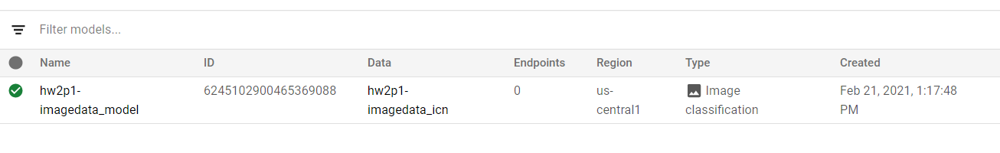 Filter models...
Name ID Data Endpoints Region Type Created
hw2p1- 6245102900465369088 hw2p1- 0 us- Image Feb 21, 2021, 1:17:48
imagedata_model imagedata_icn central1 classification PM